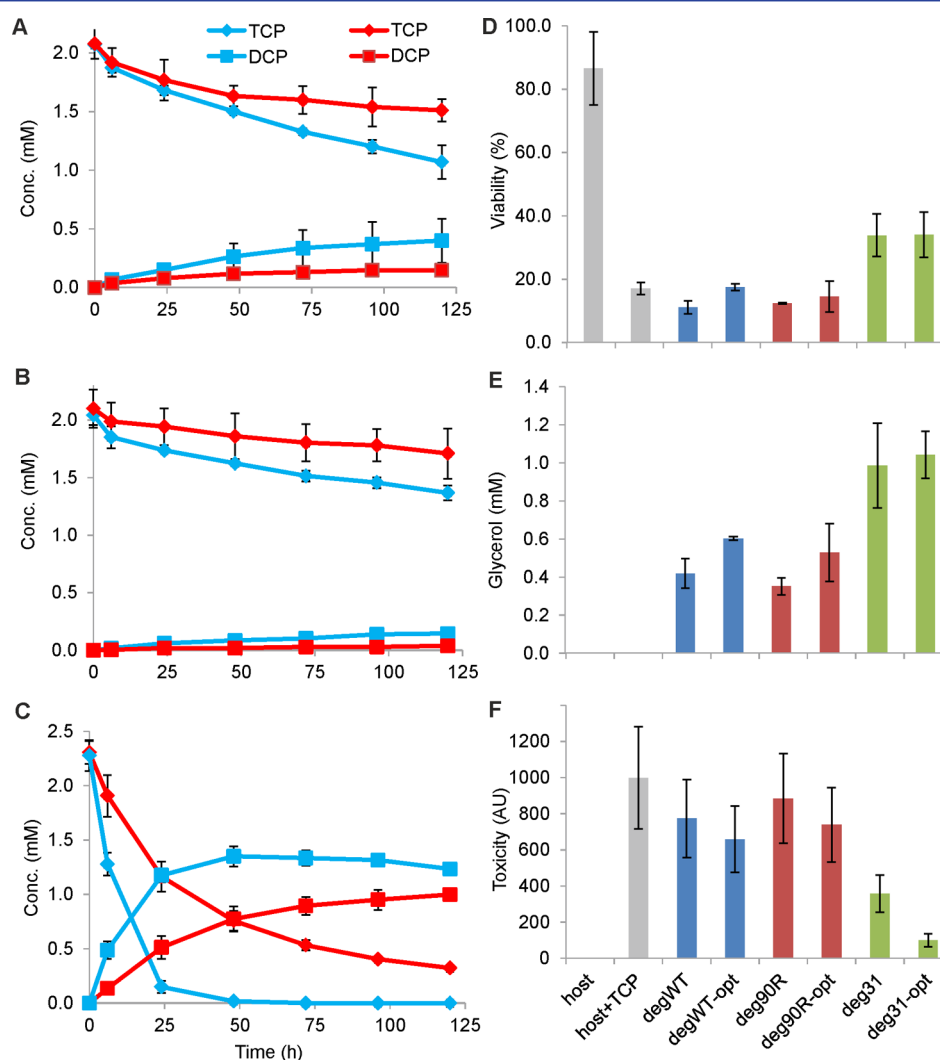 A
TCP
TCP
DCP
DCP
Conc. (mM)
2.0
1.5
1.0
0.5
0.0
0 25 50 75 100 125
B
Conc. (mM)
2.0
1.5
1.0
0.5
0.0
0 25 50 75 100 125
C
Conc. (mM)
2.5
2.0
1.5
1.0
0.5
0.0
0 25 50 75 100 125
Time (h)
D
Viability (%)
100.0
80.0
60.0
40.0
20.0
0.0
E
Glycerol (mM)
1.4
1.2
1.0
0.8
0.6
0.4
0.2
0.0
F
Toxicity (AU)
1200
1000
800
600
400
200
0
host
host+TCP
degWT
degWT-opt
deg90R
deg90R-opt
deg31
deg31-opt